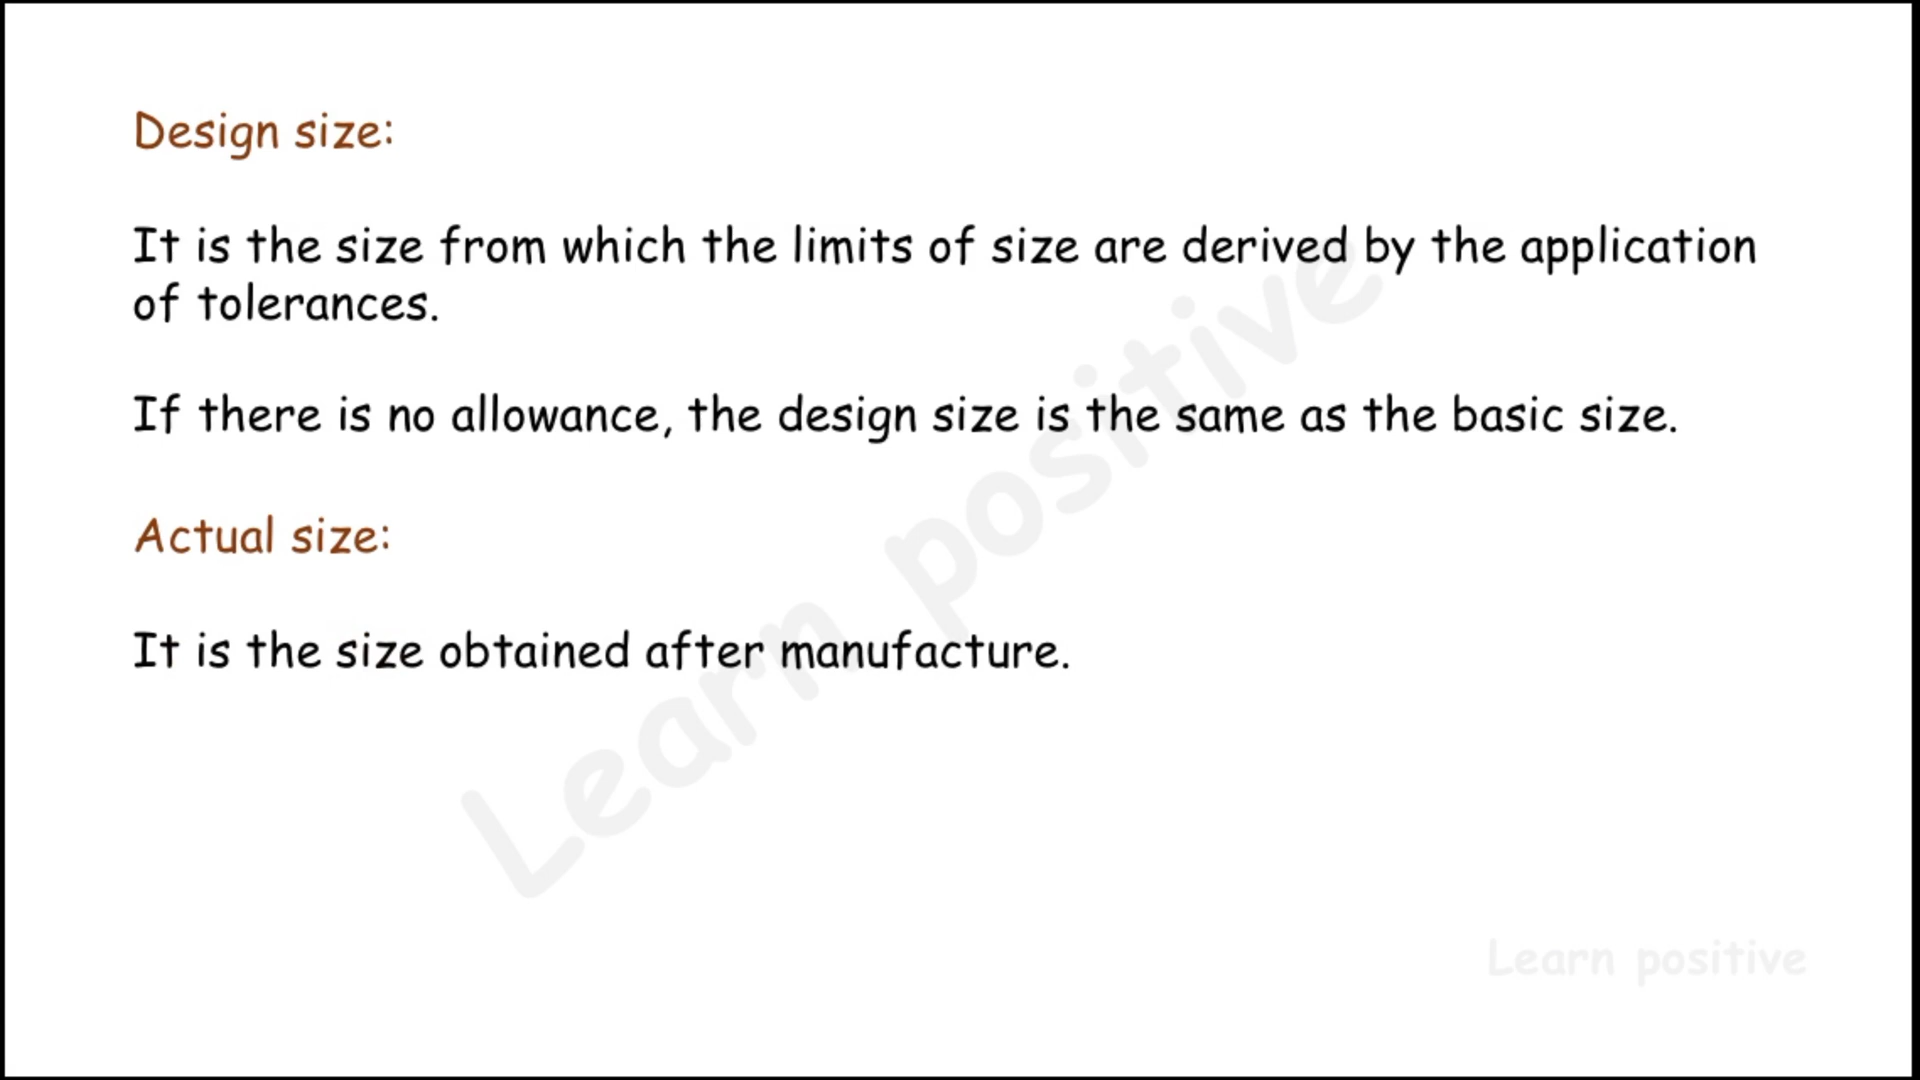 Design size:
It is the size from which the limits of size are derived by the application
of tolerances.
If there is no allowance, the design size is the same as the basic size.
Actual size:
It is the size obtained after manufacture.
Learn positive
Learn positive